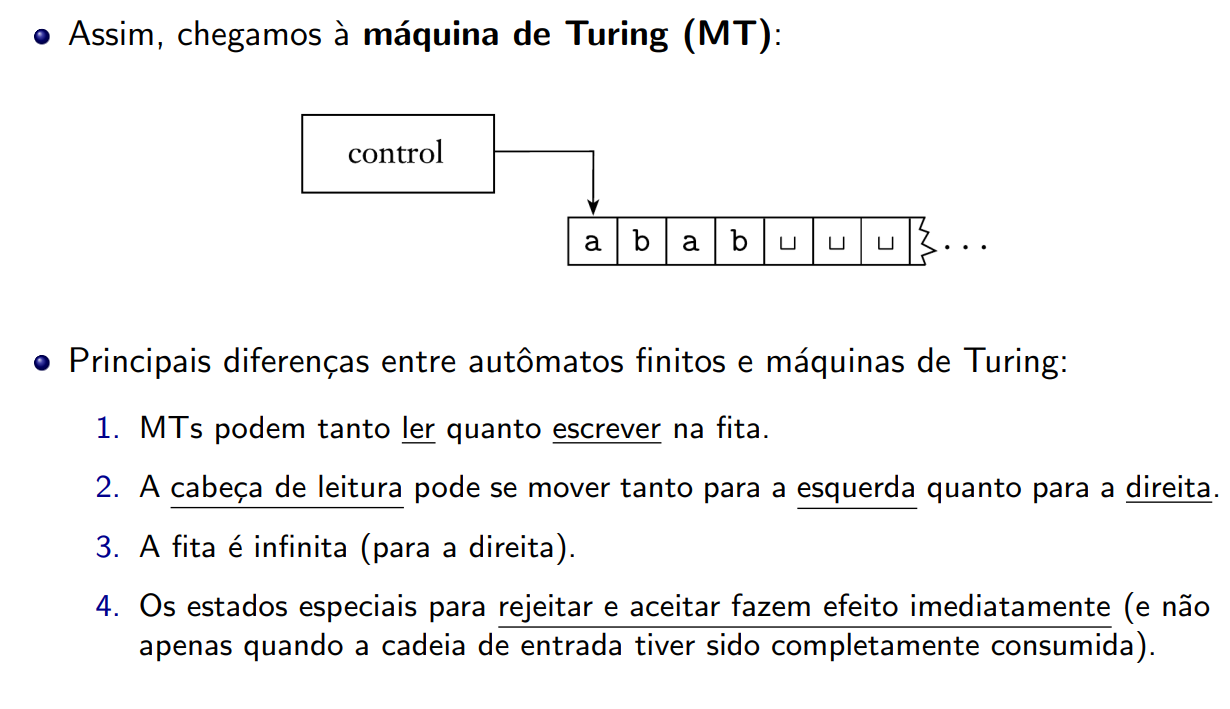 Assim, chegamos à máquina de Turing (MT):
control
a b a b ⊔ ⊔ ⊔ ...
Principais diferenças entre autômatos finitos e máquinas de Turing:
1. MTs podem tanto ler quanto escrever na fita.
2. A cabeça de leitura pode se mover tanto para a esquerda quanto para a direita.
3. A fita é infinita (para a direita).
4. Os estados especiais para rejeitar e aceitar fazem efeito imediatamente (e não
apenas quando a cadeia de entrada tiver sido completamente consumida).